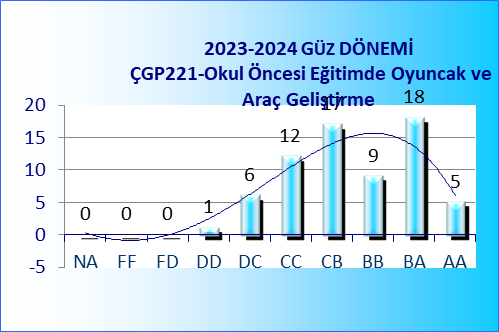 2023-2024 GÜZ DÖNEMİ
ÇGP221-Okul Öncesi Eğitimde Oyuncak ve
Araç Geliştirme
20
15
10
5
0
-5
0 0 0 1 6 12 17 9 18 5
NA FF FD DD DC CC CB BB BA AA